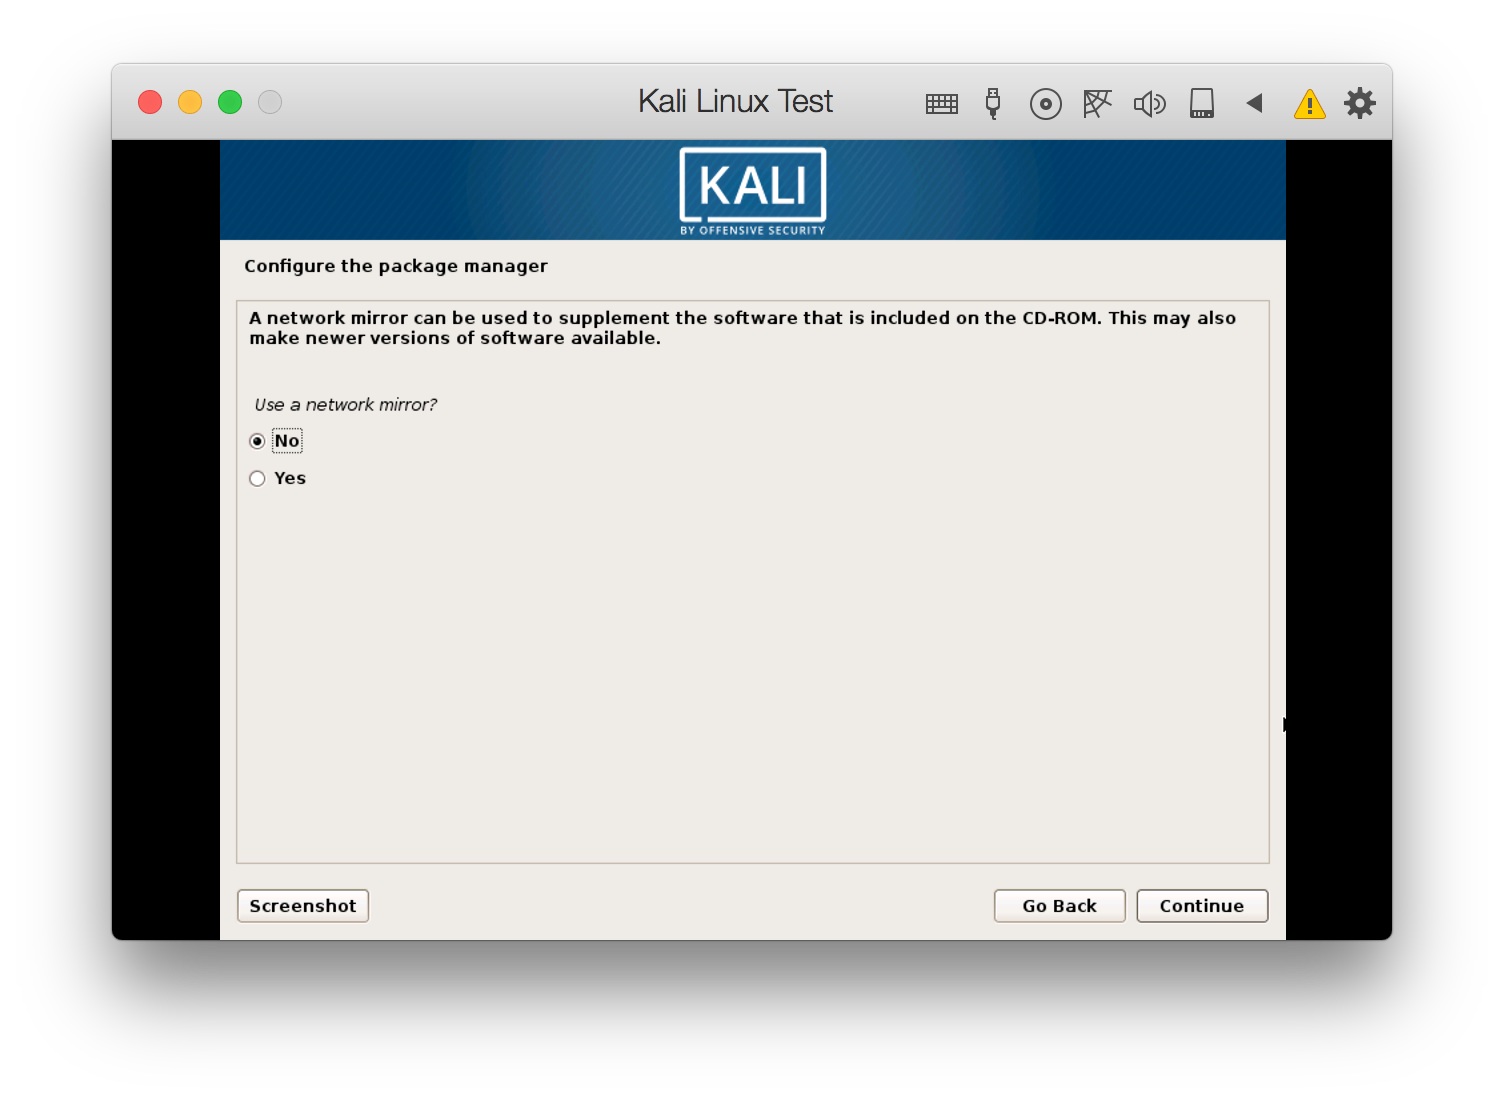 Kali Linux Test
KALI
BY OFFENSIVE SECURITY
Configure the package manager
A network mirror can be used to supplement the software that is included on the CD-ROM. This may also
make newer versions of software available.
Use a network mirror?
No
Yes
Screenshot
Go Back
Continue